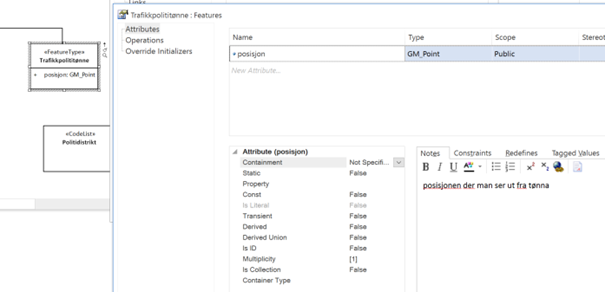 Links
Trafikkpolititønne : Features
Attributes
Operations
Override Initializers
«FeatureType»
Trafikkpolititønne
+ posisjon: GM_Point
«CodeList»
Politidistrikt
Name Type Scope Stereot
posisjon GM_Point Public
New Attribute...
Attribute (posisjon)
Containment Not Specifi...
Static False
Property
Const False
Is Literal False
Transient False
Derived False
Derived Union False
Is ID False
Multiplicity [1]
Is Collection False
Container Type
Notes Constraints Redefines Tagged Values
B I U A x² x₂
posisjonen der man ser ut fra tønna